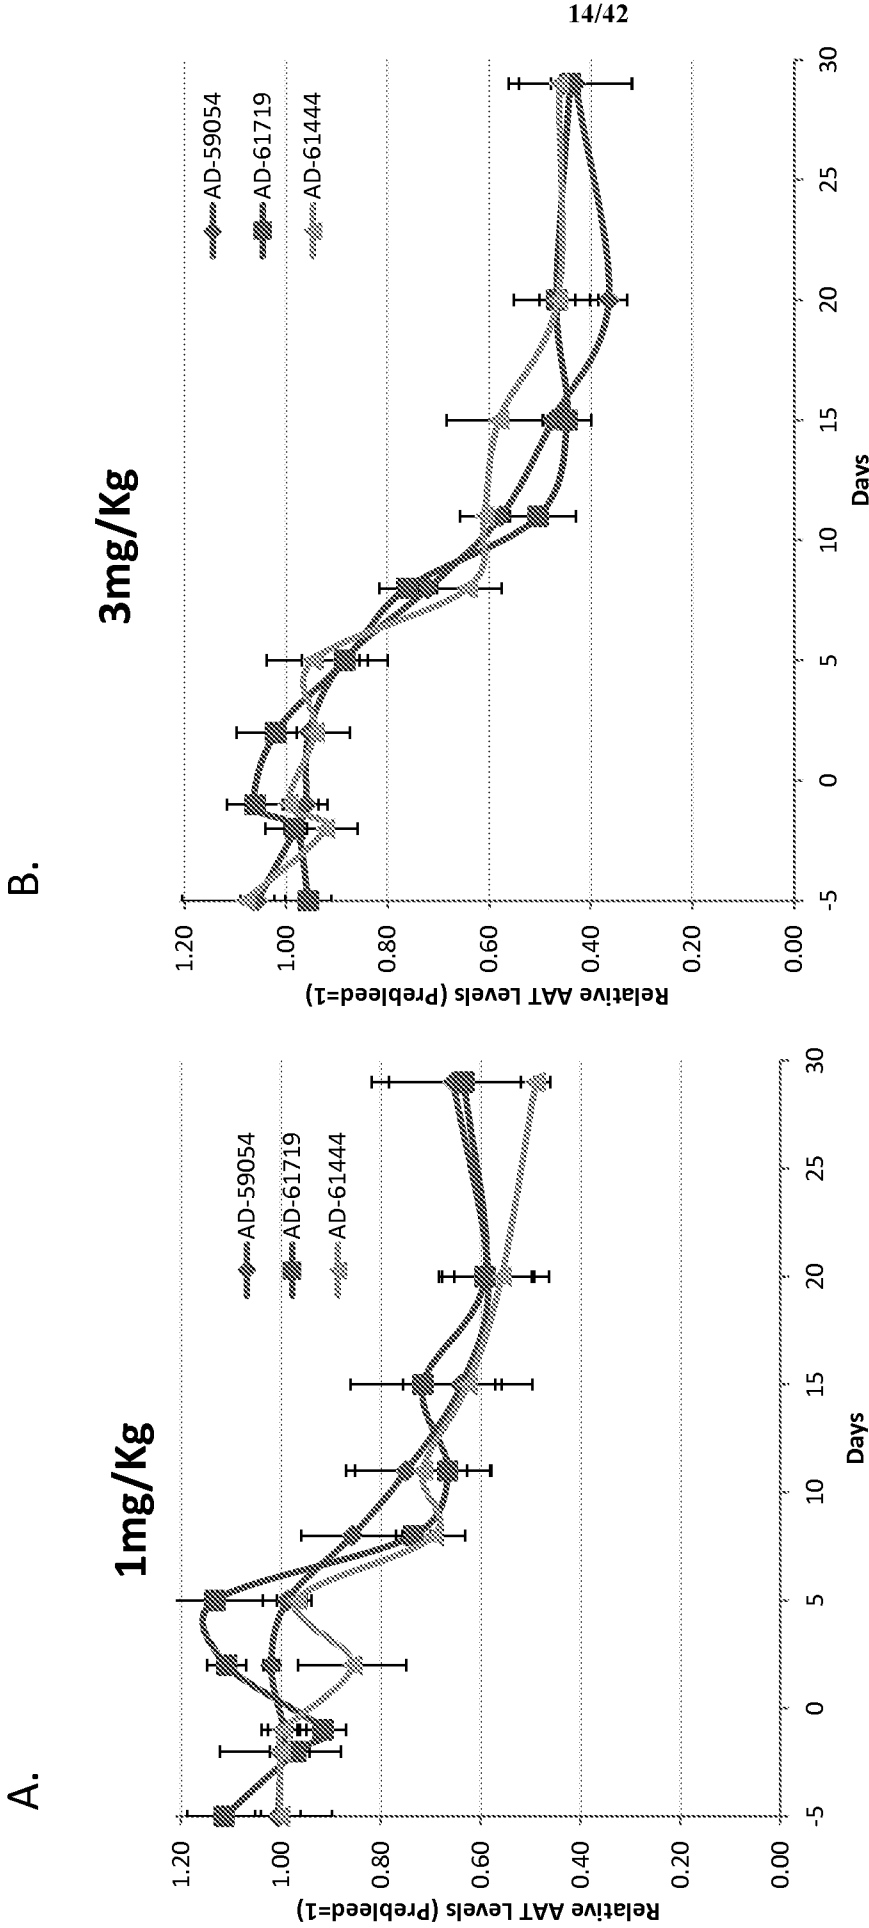 14/42
A.
1mg/Kg
Relative AAT Levels (Prebleed=1)
1.20
1.00
0.80
0.60
0.40
0.20
0.00
-5
0
5
10
15
20
25
30
Days
AD-59054
AD-61719
AD-61444
B.
3mg/Kg
Relative AAT Levels (Prebleed=1)
1.20
1.00
0.80
0.60
0.40
0.20
0.00
-5
0
5
10
15
20
25
30
Days
AD-59054
AD-61719
AD-61444